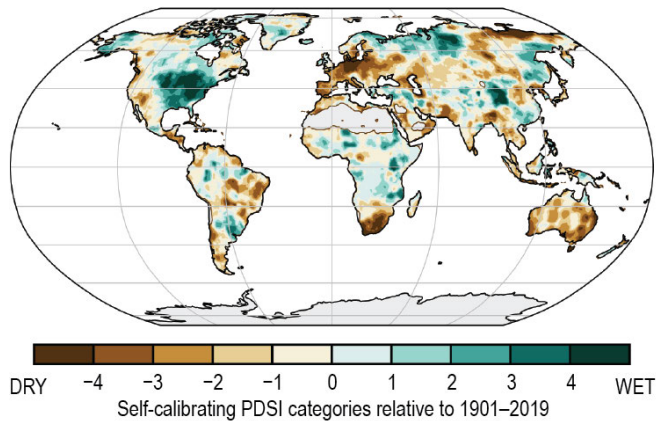 DRY −4 −3 −2 −1 0 1 2 3 4 WET
Self-calibrating PDSI categories relative to 1901–2019